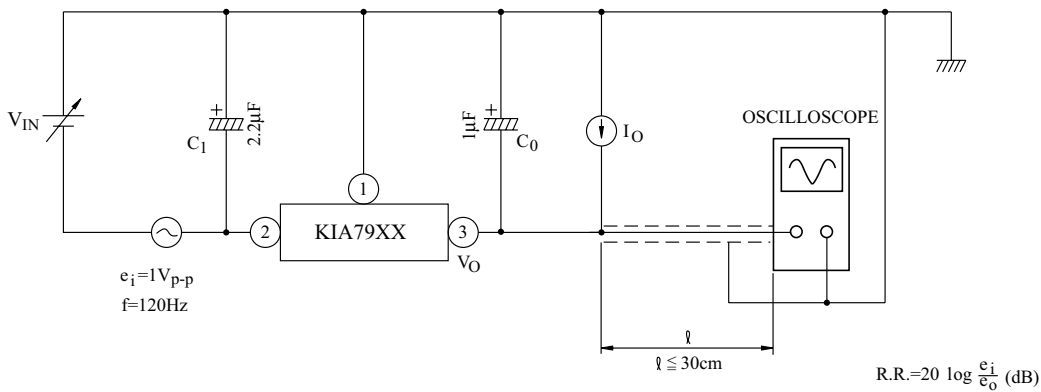 V_IN
+
C_1
2.2μF
1μF
+
C_0
I_O
OSCILLOSCOPE
1
2
KIA79XX
3
V_O
e_i=1V_p-p
f=120Hz
ℓ
ℓ ≦ 30cm
R.R.=20 log e_i/e_o (dB)